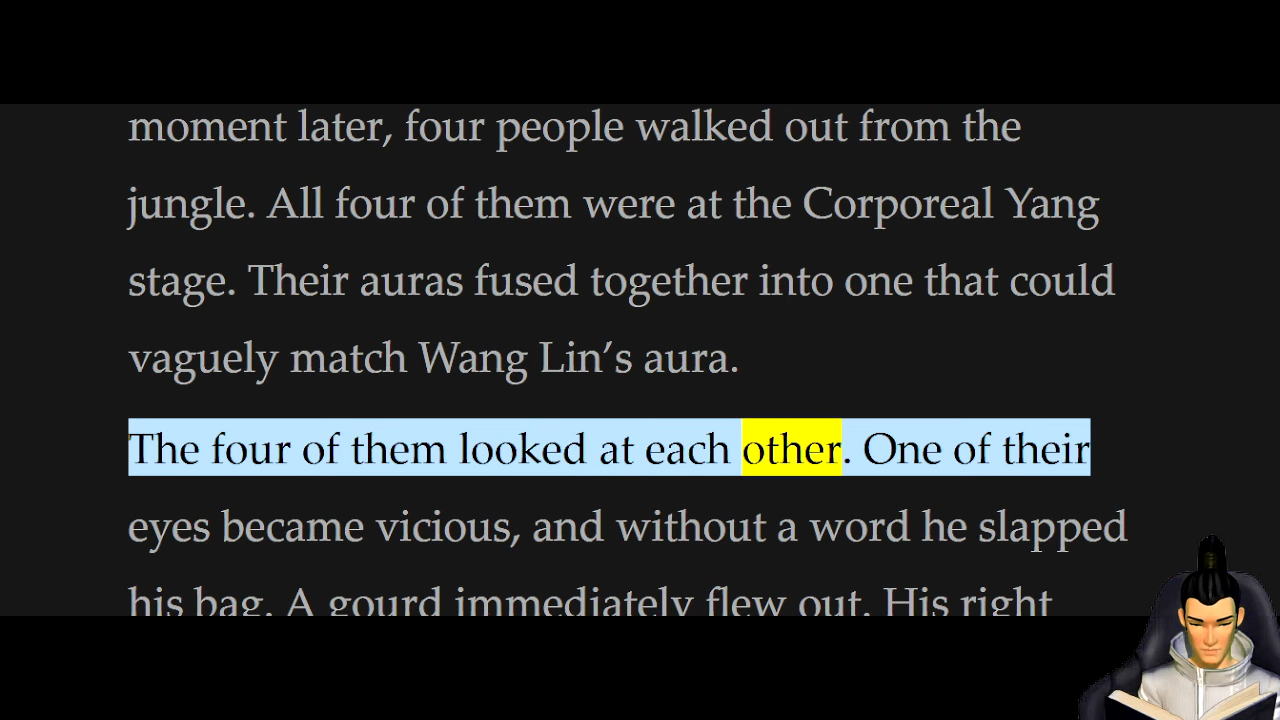 moment later, four people walked out from the
jungle. All four of them were at the Corporeal Yang
stage. Their auras fused together into one that could
vaguely match Wang Lin’s aura.
The four of them looked at each other. One of their
eyes became vicious, and without a word he slapped
his bag. A gourd immediately flew out. His right